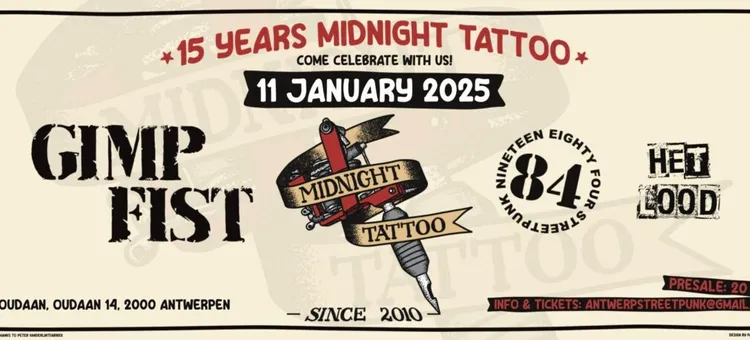 15 YEARS MIDNIGHT TATTOO
COME CELEBRATE WITH US!
11 JANUARY 2025
GIMP
FIST
MIDNIGHT
TATTOO
NINETEEN EIGHTY FOUR STREETPUNK
84
HET
LOOD
PRESALE: 20
OUDAAN, OUDAAN 14, 2000 ANTWERPEN
INFO & TICKETS: ANTWERPSTREETPUNK@GMAIL
SINCE 2010